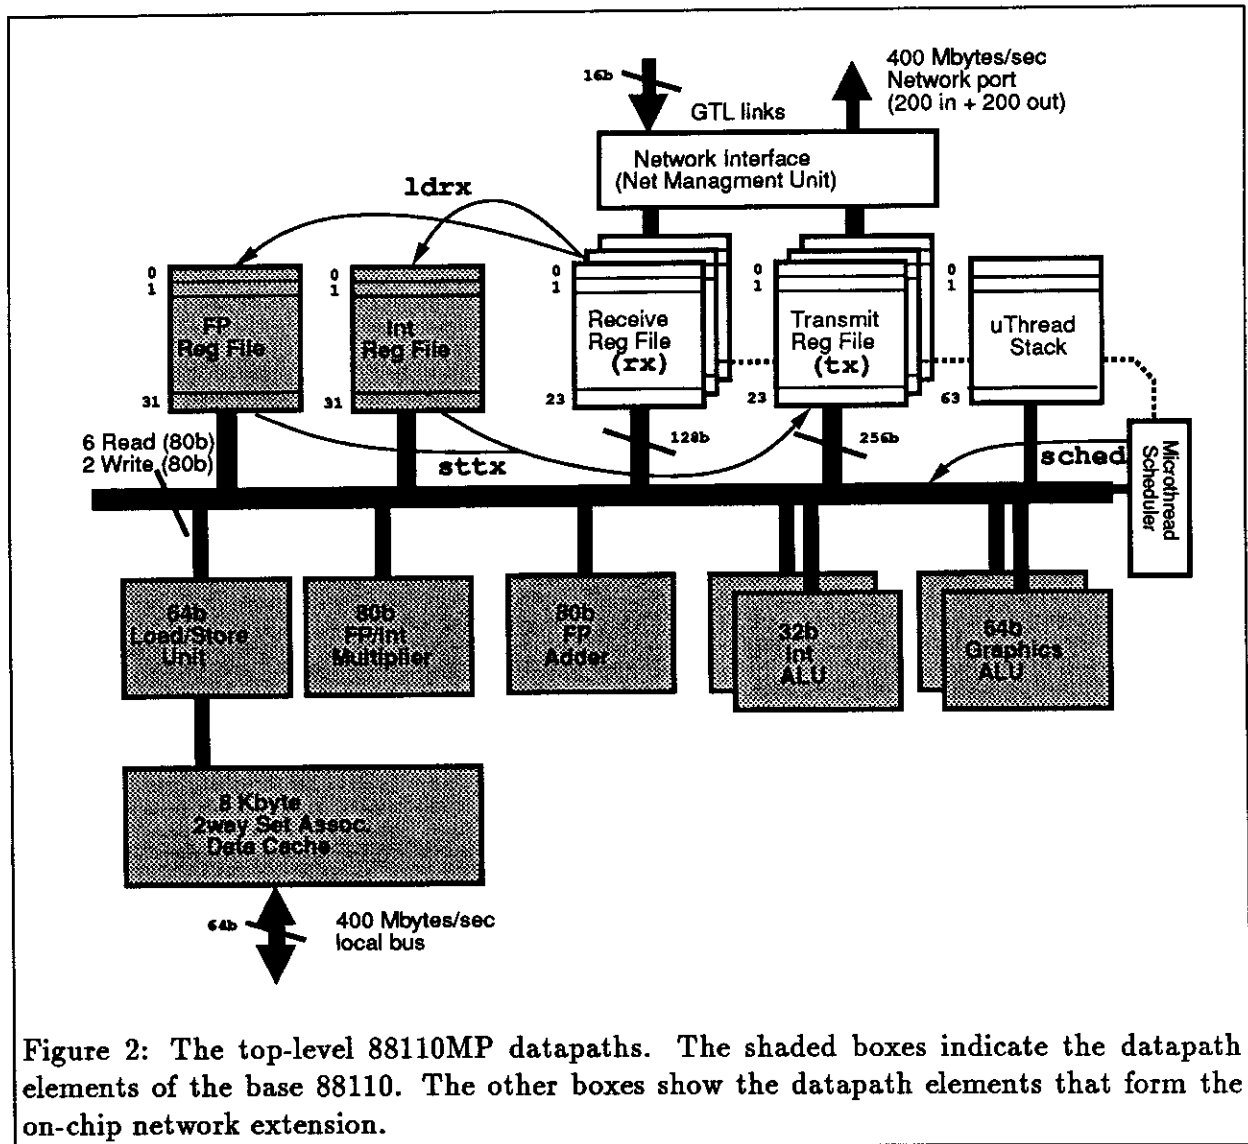 400 Mbytes/sec
Network port
(200 in + 200 out)
16b
GTL links
Network Interface
(Net Managment Unit)
ldrx
0
1
FP
Reg File
31
0
1
Int
Reg File
31
0
1
Receive
Reg File
(rx)
23
0
1
Transmit
Reg File
(tx)
23
0
1
uThread
Stack
63
6 Read (80b)
2 Write (80b)
sttx
128b
256b
sched
Microthread
Scheduler
64b
Load/Store
Unit
80b
FP/Int
Multiplier
80b
FP
Adder
32b
Int
ALU
64b
Graphics
ALU
8 Kbyte
2way Set Assoc.
Data Cache
64b
400 Mbytes/sec
local bus
Figure 2: The top-level 88110MP datapaths. The shaded boxes indicate the datapath
elements of the base 88110. The other boxes show the datapath elements that form the
on-chip network extension.